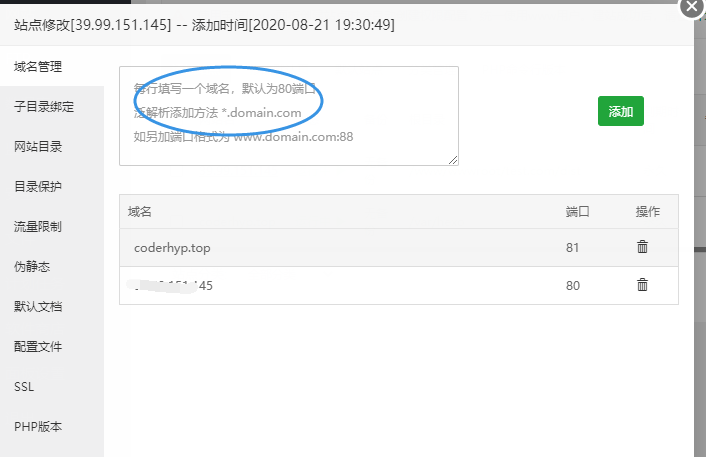 站点修改[39.99.151.145] -- 添加时间[2020-08-21 19:30:49]
域名管理
子目录绑定
网站目录
目录保护
流量限制
伪静态
默认文档
配置文件
SSL
PHP版本
每行填写一个域名，默认为80端口
泛解析添加方法 *.domain.com
如另加端口格式为 www.domain.com:88
添加
域名 端口 操作
coderhyp.top 81
145 80